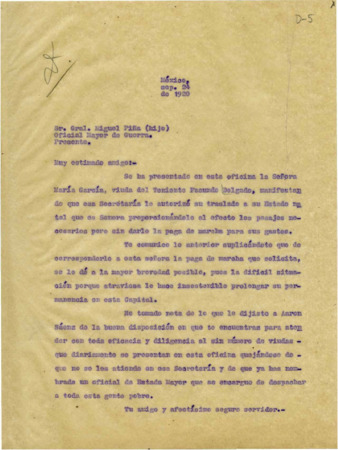 D-5
México,
sep. 24
de 1920
Sr. Gral. Miguel Piña (hijo)
Oficial Mayor de Guerra.
Presente.
Muy estimado amigo:-
Se ha presentado en esta oficina la Señora
María García, viuda del Teniente Facundo Delgado, manifestan
do que esa Secretaría le autorizó su traslado a su Estado na
tal que es Sonora proporcionándole al efecto los pasajes ne-
cesarios pero sin darle la paga de marcha para sus gastos.
Yo comunico lo anterior suplicándote que de
corresponderle a esta señora la paga de marcha que solicita,
se le dé a la mayor brevedad posible, pues la difícil situa-
ción porque atraviesa le hace insostenible prolongar su per-
manencia en esta Capital.
He tomado nota de lo que le dijiste a Aaron
Sáenz de la buena disposición en que te encuentras para aten
der con toda eficacia y diligencia al sin número de viudas -
que diariamente se presentan en esta oficina quejándose de -
que no se les atiende en esa Secretaría y de que ya has nom-
brado un oficial de Estado Mayor que se encargue de despachar
a toda esta gente pobre.
Tu amigo y afectísimo seguro servidor.-